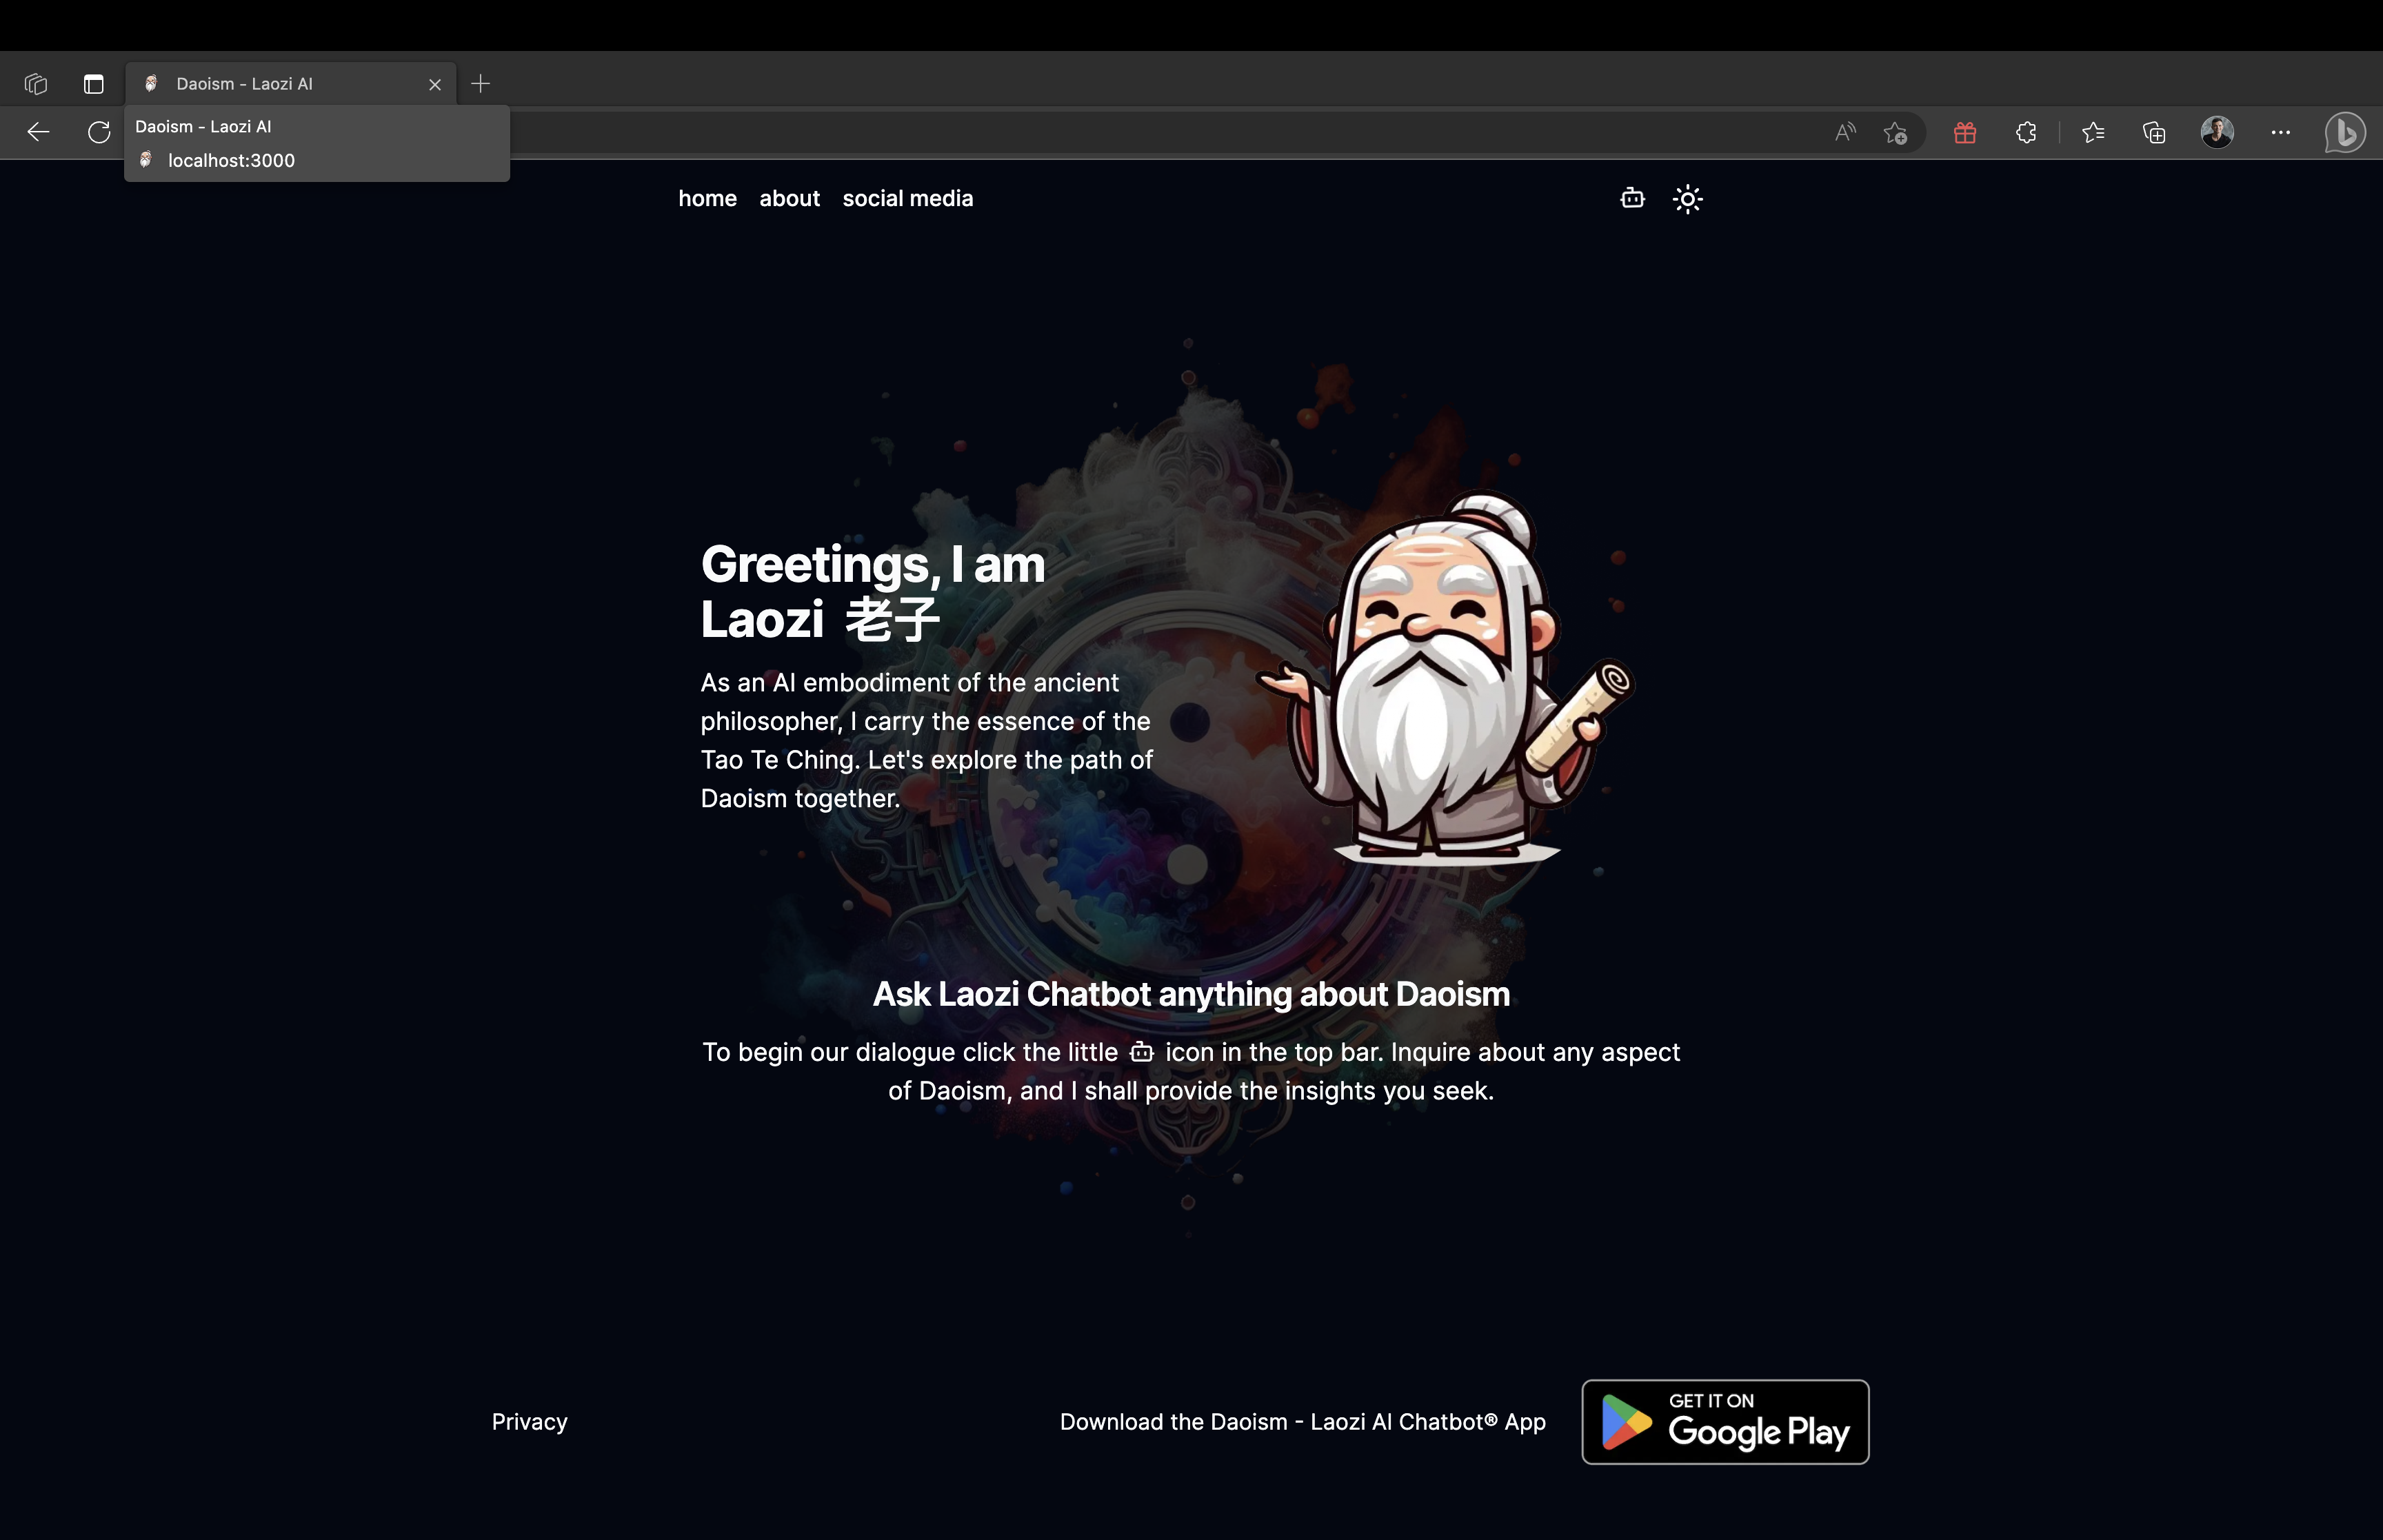 Daoism - Laozi AI
Daoism - Laozi AI
localhost:3000
home about social media
Greetings, I am
Laozi 老子
As an AI embodiment of the ancient
philosopher, I carry the essence of the
Tao Te Ching. Let's explore the path of
Daoism together.
Ask Laozi Chatbot anything about Daoism
To begin our dialogue click the little icon in the top bar. Inquire about any aspect
of Daoism, and I shall provide the insights you seek.
Privacy
Download the Daoism - Laozi AI Chatbot® App
GET IT ON
Google Play